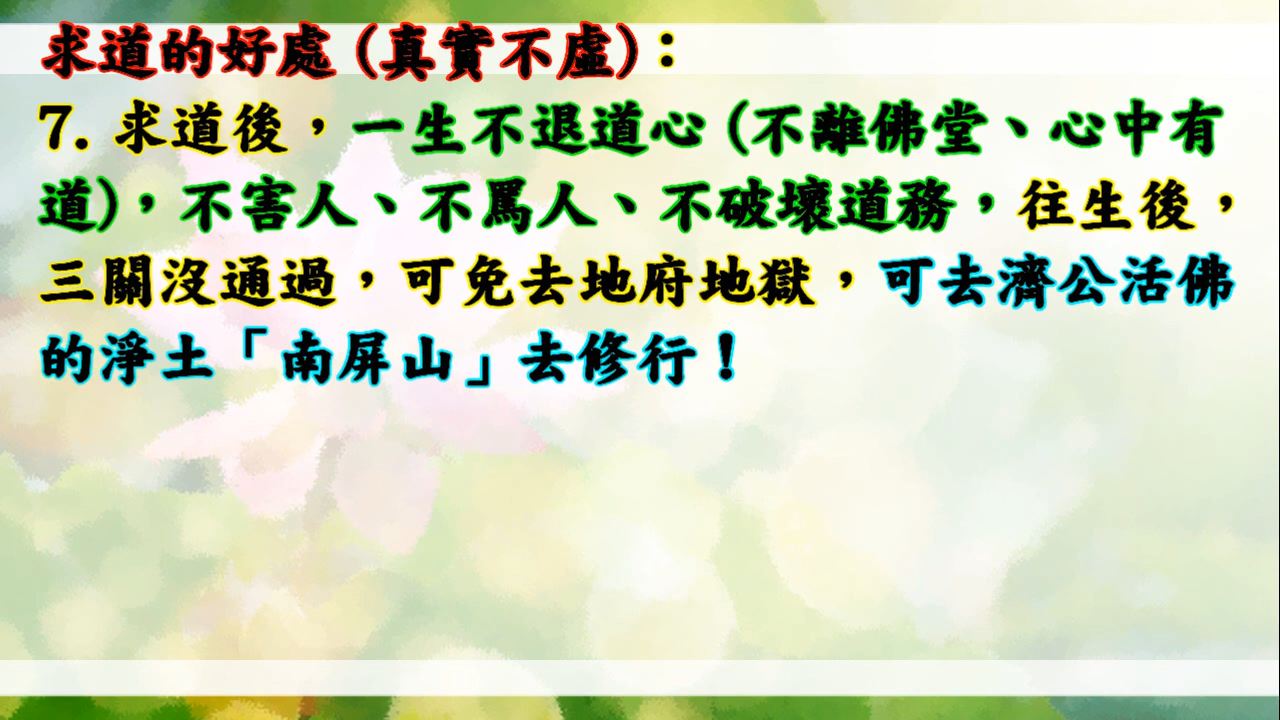 求道的好處(真實不虛)：
7. 求道後，一生不退道心(不離佛堂、心中有
道)，不害人、不罵人、不破壞道務，往生後，
三關沒通過，可免去地府地獄，可去濟公活佛
的淨土「南屏山」去修行！